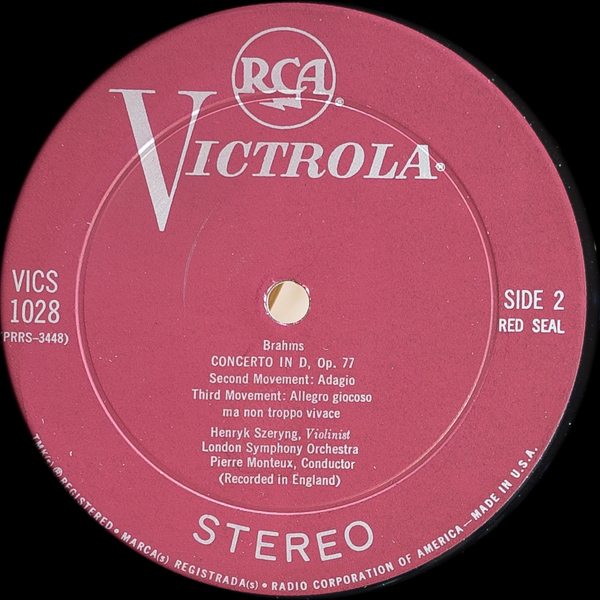 RCA®
VICTROLA®
VICS
1028
PRRS-3448)
SIDE 2
RED SEAL
Brahms
CONCERTO IN D, Op. 77
Second Movement: Adagio
Third Movement: Allegro giocoso
ma non troppo vivace
Henryk Szeryng, Violinist
London Symphony Orchestra
Pierre Monteux, Conductor
(Recorded in England)
STEREO
TMK(s) ® REGISTERED • MARCA(s) REGISTRADA(s) • RADIO CORPORATION OF AMERICA—MADE IN U.S.A.